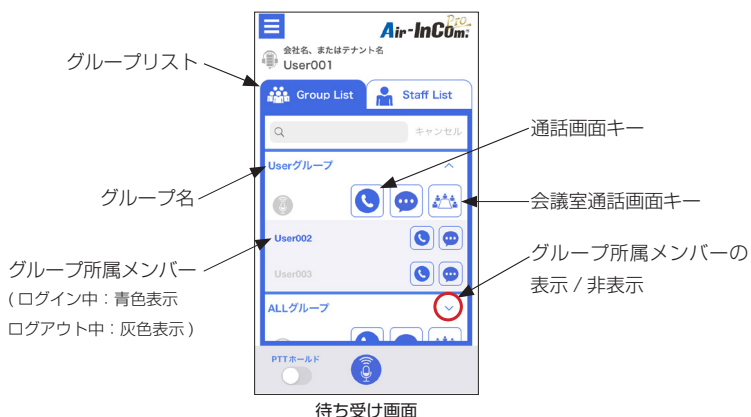 Air-InCom Pro
会社名、またはテナント名
User001
グループリスト
Group List
Staff List
キャンセル
通話画面キー
Userグループ
グループ名
会議室通話画面キー
User002
グループ所属メンバー
(ログイン中：青色表示
ログアウト中：灰色表示)
User003
グループ所属メンバーの
表示 / 非表示
ALLグループ
PTTホールド
待ち受け画面